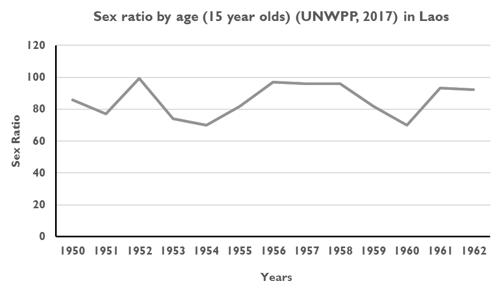 Sex ratio by age (15 year olds) (UNWPP, 2017) in Laos
120
100
80
60
40
20
0
Sex Ratio
1950 1951 1952 1953 1954 1955 1956 1957 1958 1959 1960 1961 1962
Years